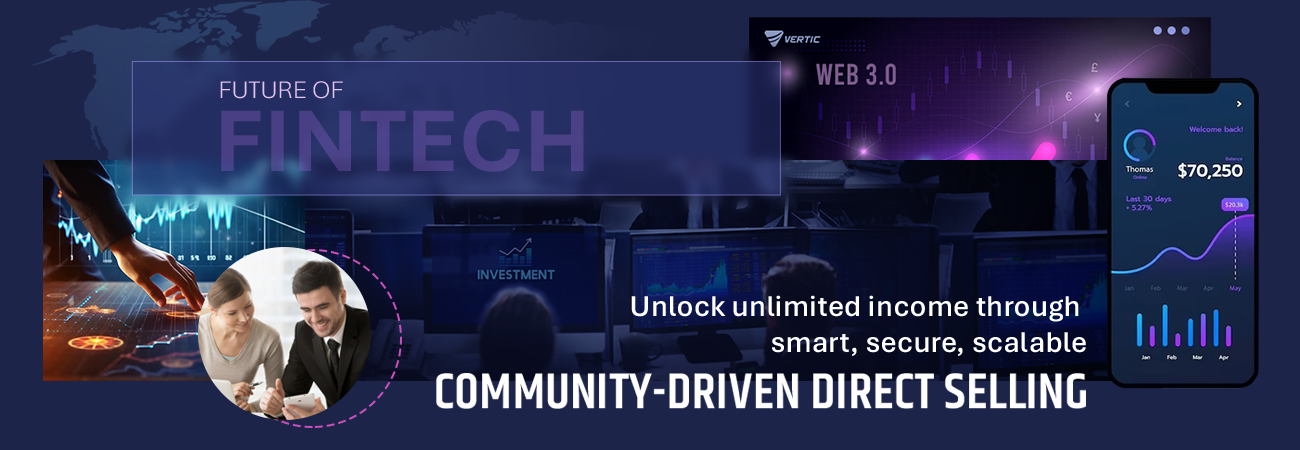 FUTURE OF
FINTECH
VERTIC
WEB 3.0
£
€
¥
INVESTMENT
Unlock unlimited income through
smart, secure, scalable
COMMUNITY-DRIVEN DIRECT SELLING
Welcome back!
Balance
$70,250
Thomas
Online
Last 30 days
+ 5.27%
$20.3k
Jan Feb Mar Apr May
Jan Feb Mar Apr